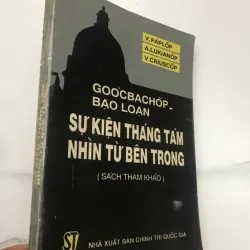 V.PÁPLỐP
A.LUKIANỐP
V.CRIUSCỐP
GOÓCBACHỐP-
BẠO LOẠN
SỰ KIỆN THÁNG TÁM
NHÌN TỪ BÊN TRONG
( SÁCH THAM KHẢO )
NHÀ XUẤT BẢN CHÍNH TRỊ QUỐC GIA